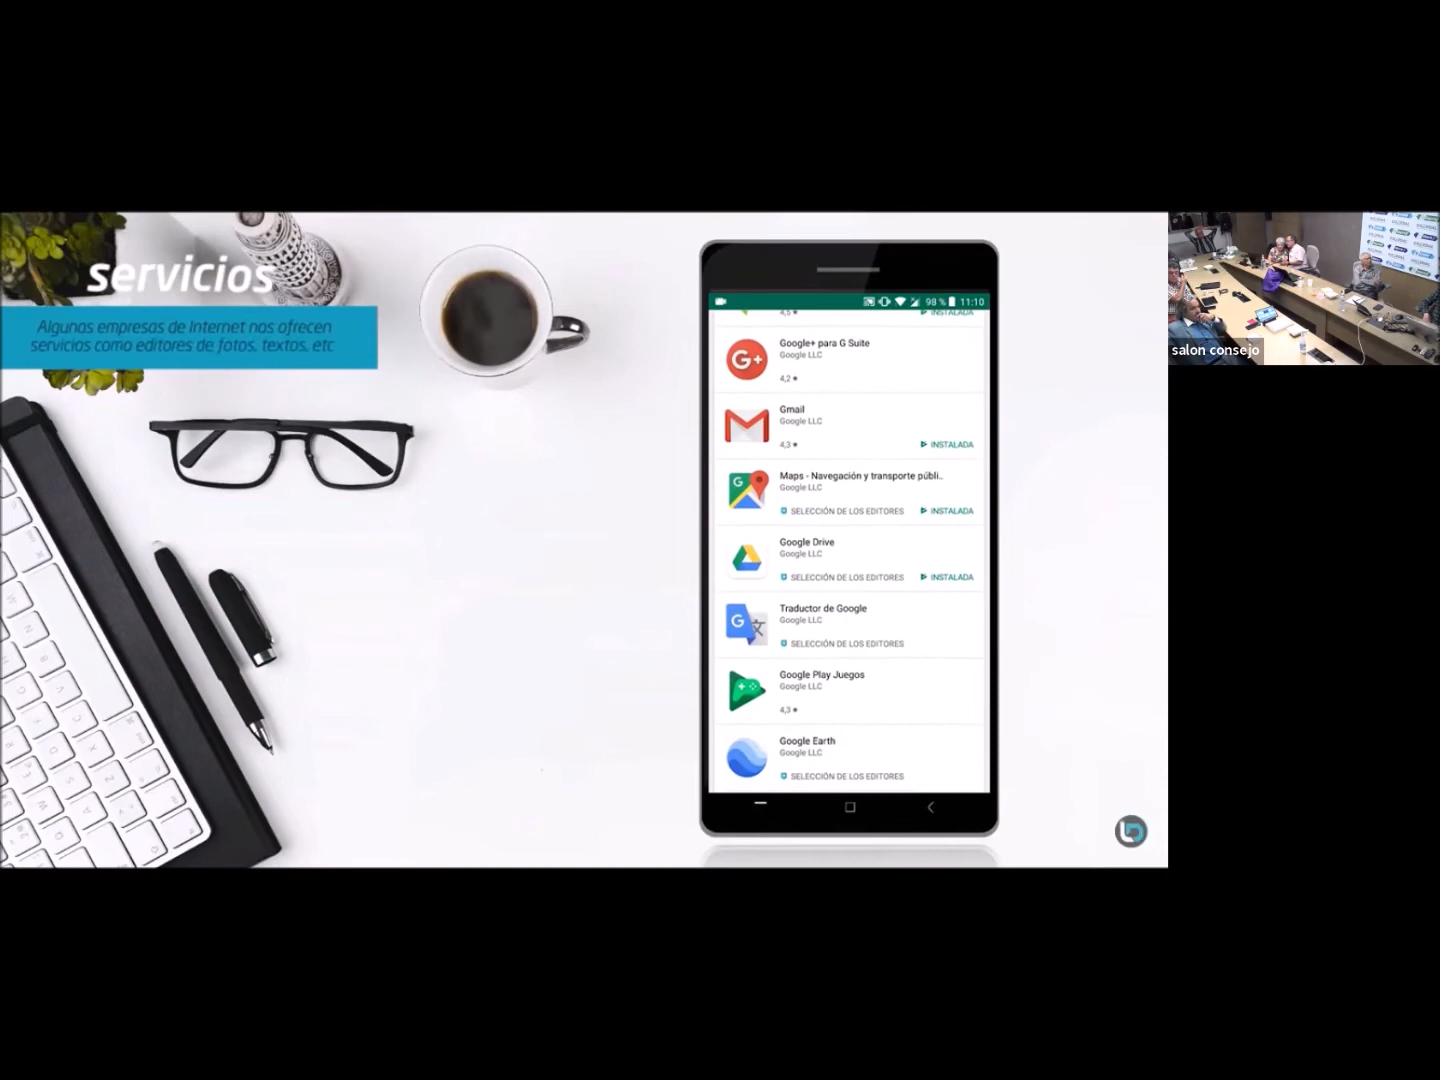 servicios
Algunas empresas de Internet nos ofrecen
servicios como editores de fotos, textos, etc
98 % 11:10
4,5 ★ INSTALADA
Google+ para G Suite
Google LLC
4,2 ★
Gmail
Google LLC
4,3 ★ INSTALADA
Maps - Navegación y transporte públi..
Google LLC
SELECCIÓN DE LOS EDITORES INSTALADA
Google Drive
Google LLC
SELECCIÓN DE LOS EDITORES INSTALADA
Traductor de Google
Google LLC
SELECCIÓN DE LOS EDITORES
Google Play Juegos
Google LLC
4,3 ★
Google Earth
Google LLC
SELECCIÓN DE LOS EDITORES
salon consejo